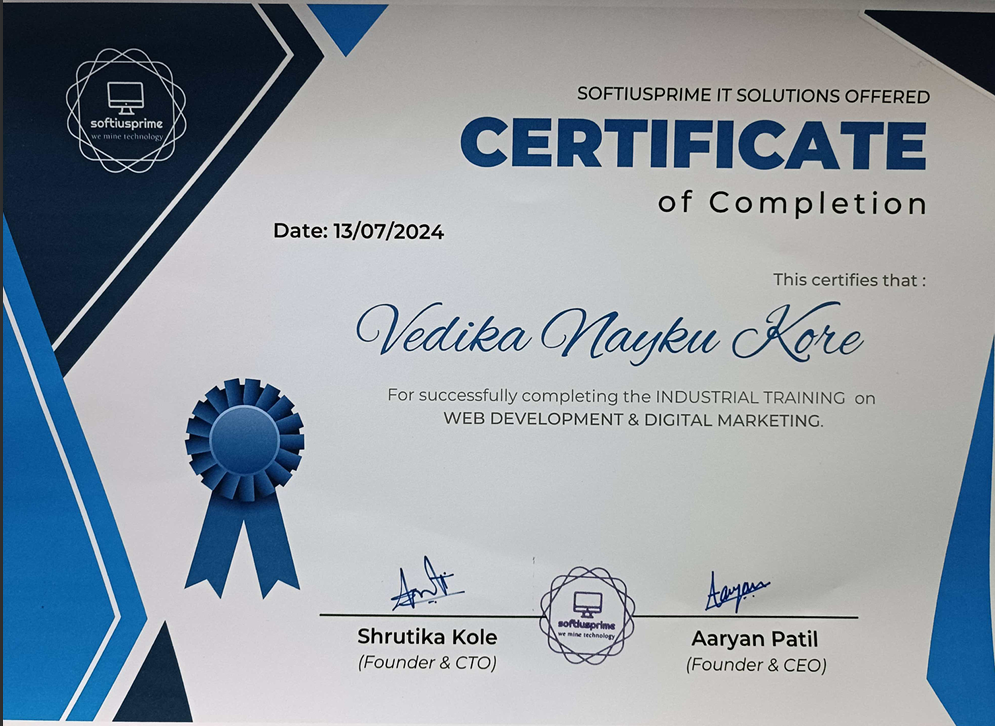 softiusprime
we mine technology
SOFTIUSPRIME IT SOLUTIONS OFFERED
CERTIFICATE
of Completion
Date: 13/07/2024
This certifies that :
Vedika Nayku Kore
For successfully completing the INDUSTRIAL TRAINING on
WEB DEVELOPMENT & DIGITAL MARKETING.
Aaryan
softiusprime
we mine technology
Shrutika Kole
Aaryan Patil
(Founder & CTO)
(Founder & CEO)